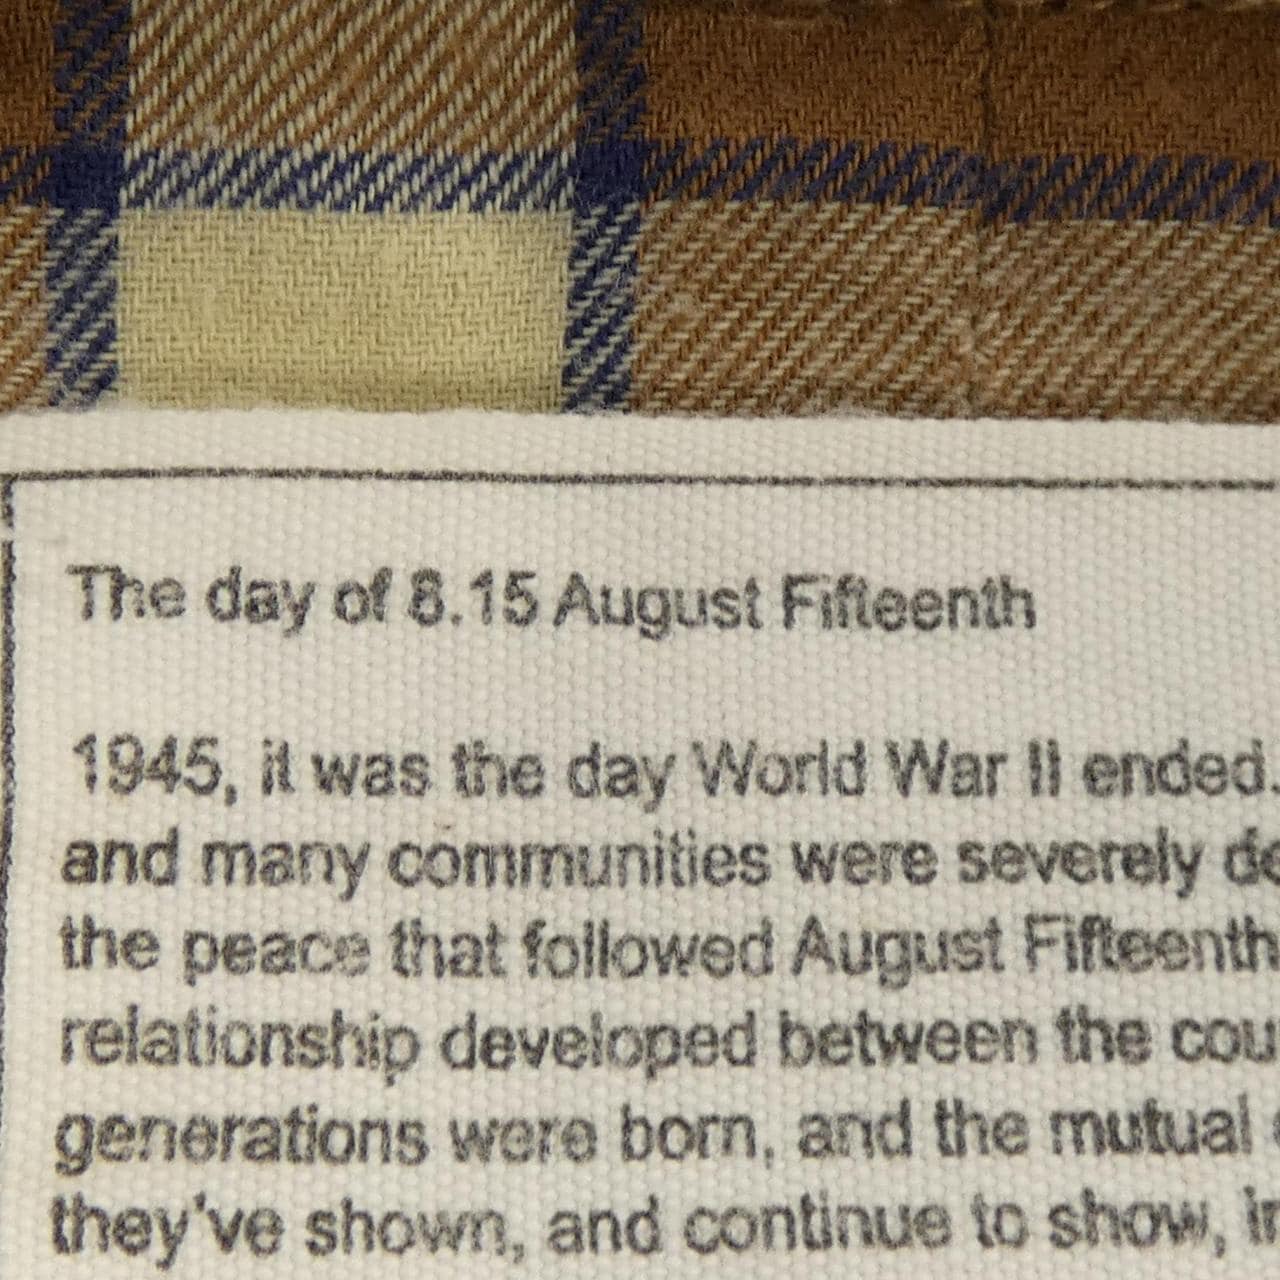 The day of 8.15 August Fifteenth
1945, it was the day World War II ended.
and many communities were severely
the peace that followed August Fifteenth
relationship developed between the
generations were born, and the mutual
they've shown, and continue to show,